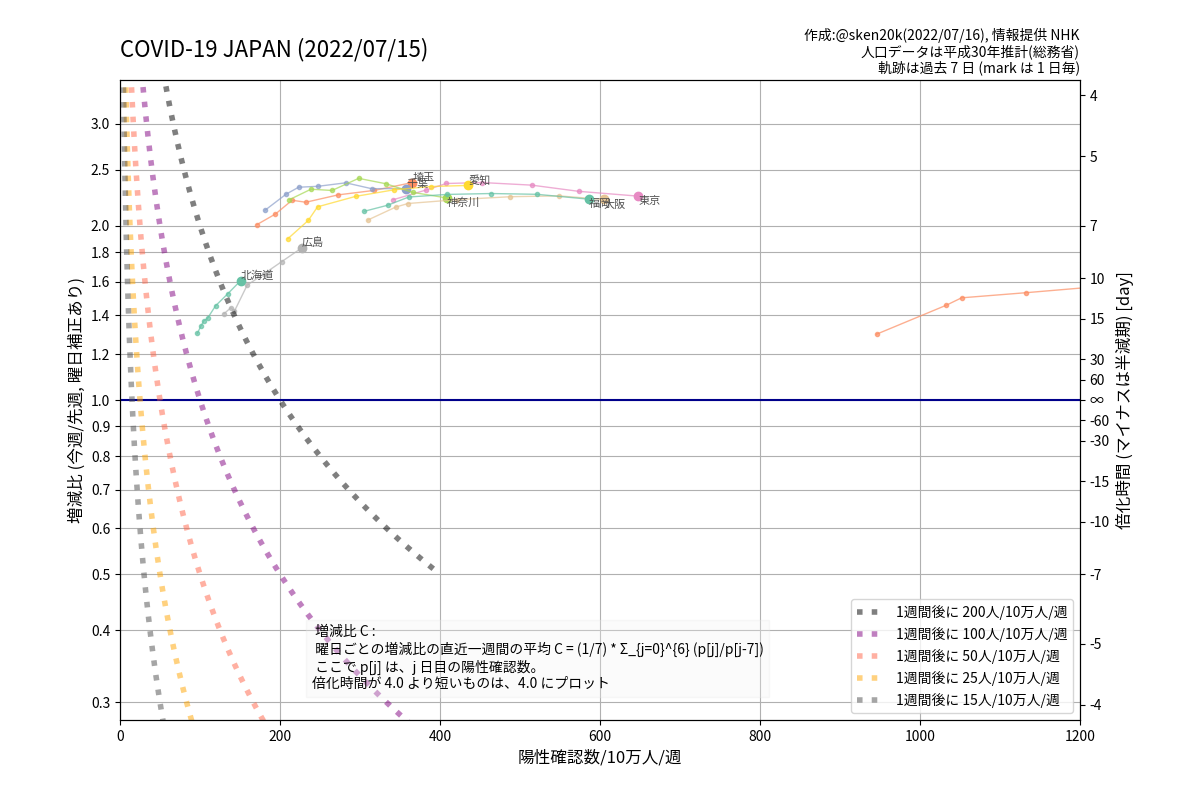 COVID-19 JAPAN (2022/07/15)
作成:@sken20k(2022/07/16), 情報提供 NHK
人口データは平成30年推計(総務省)
軌跡は過去 7 日 (mark は 1 日毎)
増減比 (今週/先週, 曜日補正あり)
3.0
2.5
2.0
1.8
1.6
1.4
1.2
1.0
0.9
0.8
0.7
0.6
0.5
0.4
0.3
埼玉
千葉
愛知
神奈川
福岡
大阪
東京
広島
北海道
4
5
7
10
15
30
60
∞
-60
-30
-15
-10
-7
-5
-4
倍化時間 (マイナスは半減期) [day]
増減比 C :
曜日ごとの増減比の直近一週間の平均 C = (1/7) * Σ_{j=0}^{6} (p[j]/p[j-7])
ここで p[j] は、j 日目の陽性確認数。
倍化時間が 4.0 より短いものは、4.0 にプロット
1週間後に 200人/10万人/週
1週間後に 100人/10万人/週
1週間後に 50人/10万人/週
1週間後に 25人/10万人/週
1週間後に 15人/10万人/週
0 200 400 600 800 1000 1200
陽性確認数/10万人/週